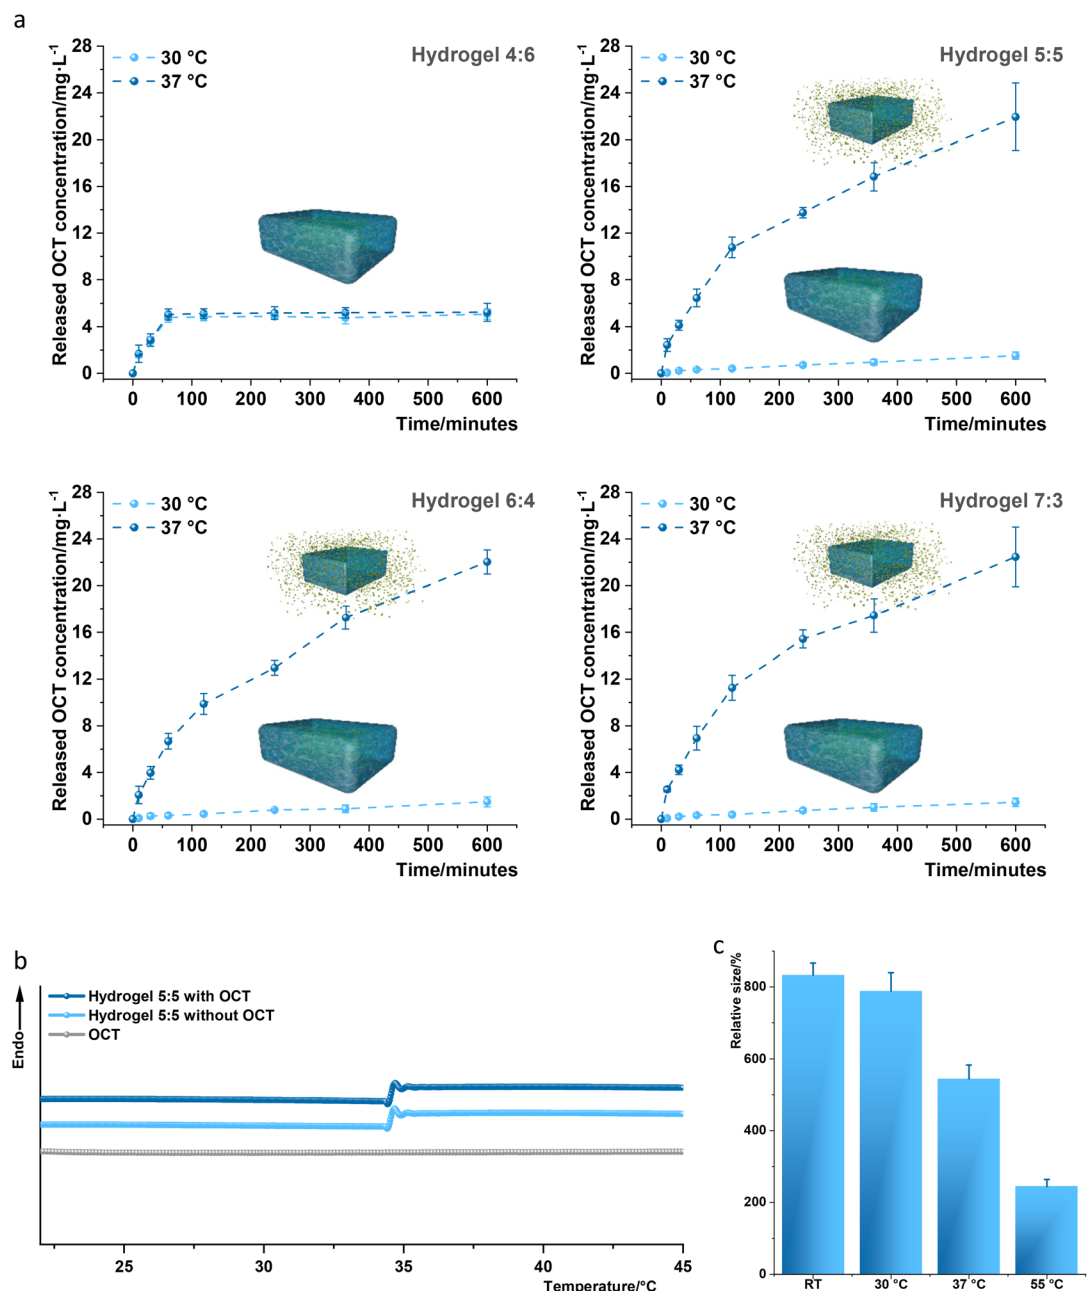 a
28
24
20
16
12
8
4
0
Released OCT concentration/mg·L⁻¹
30 °C
37 °C
Hydrogel 4:6
0 100 200 300 400 500 600
Time/minutes
28
24
20
16
12
8
4
0
Released OCT concentration/mg·L⁻¹
30 °C
37 °C
Hydrogel 5:5
0 100 200 300 400 500 600
Time/minutes
28
24
20
16
12
8
4
0
Released OCT concentration/mg·L⁻¹
30 °C
37 °C
Hydrogel 6:4
0 100 200 300 400 500 600
Time/minutes
28
24
20
16
12
8
4
0
Released OCT concentration/mg·L⁻¹
30 °C
37 °C
Hydrogel 7:3
0 100 200 300 400 500 600
Time/minutes
b
Endo
Hydrogel 5:5 with OCT
Hydrogel 5:5 without OCT
OCT
25 30 35 40 45
Temperature/°C
c
Relative size/%
800
600
400
200
0
RT 30 °C 37 °C 55 °C